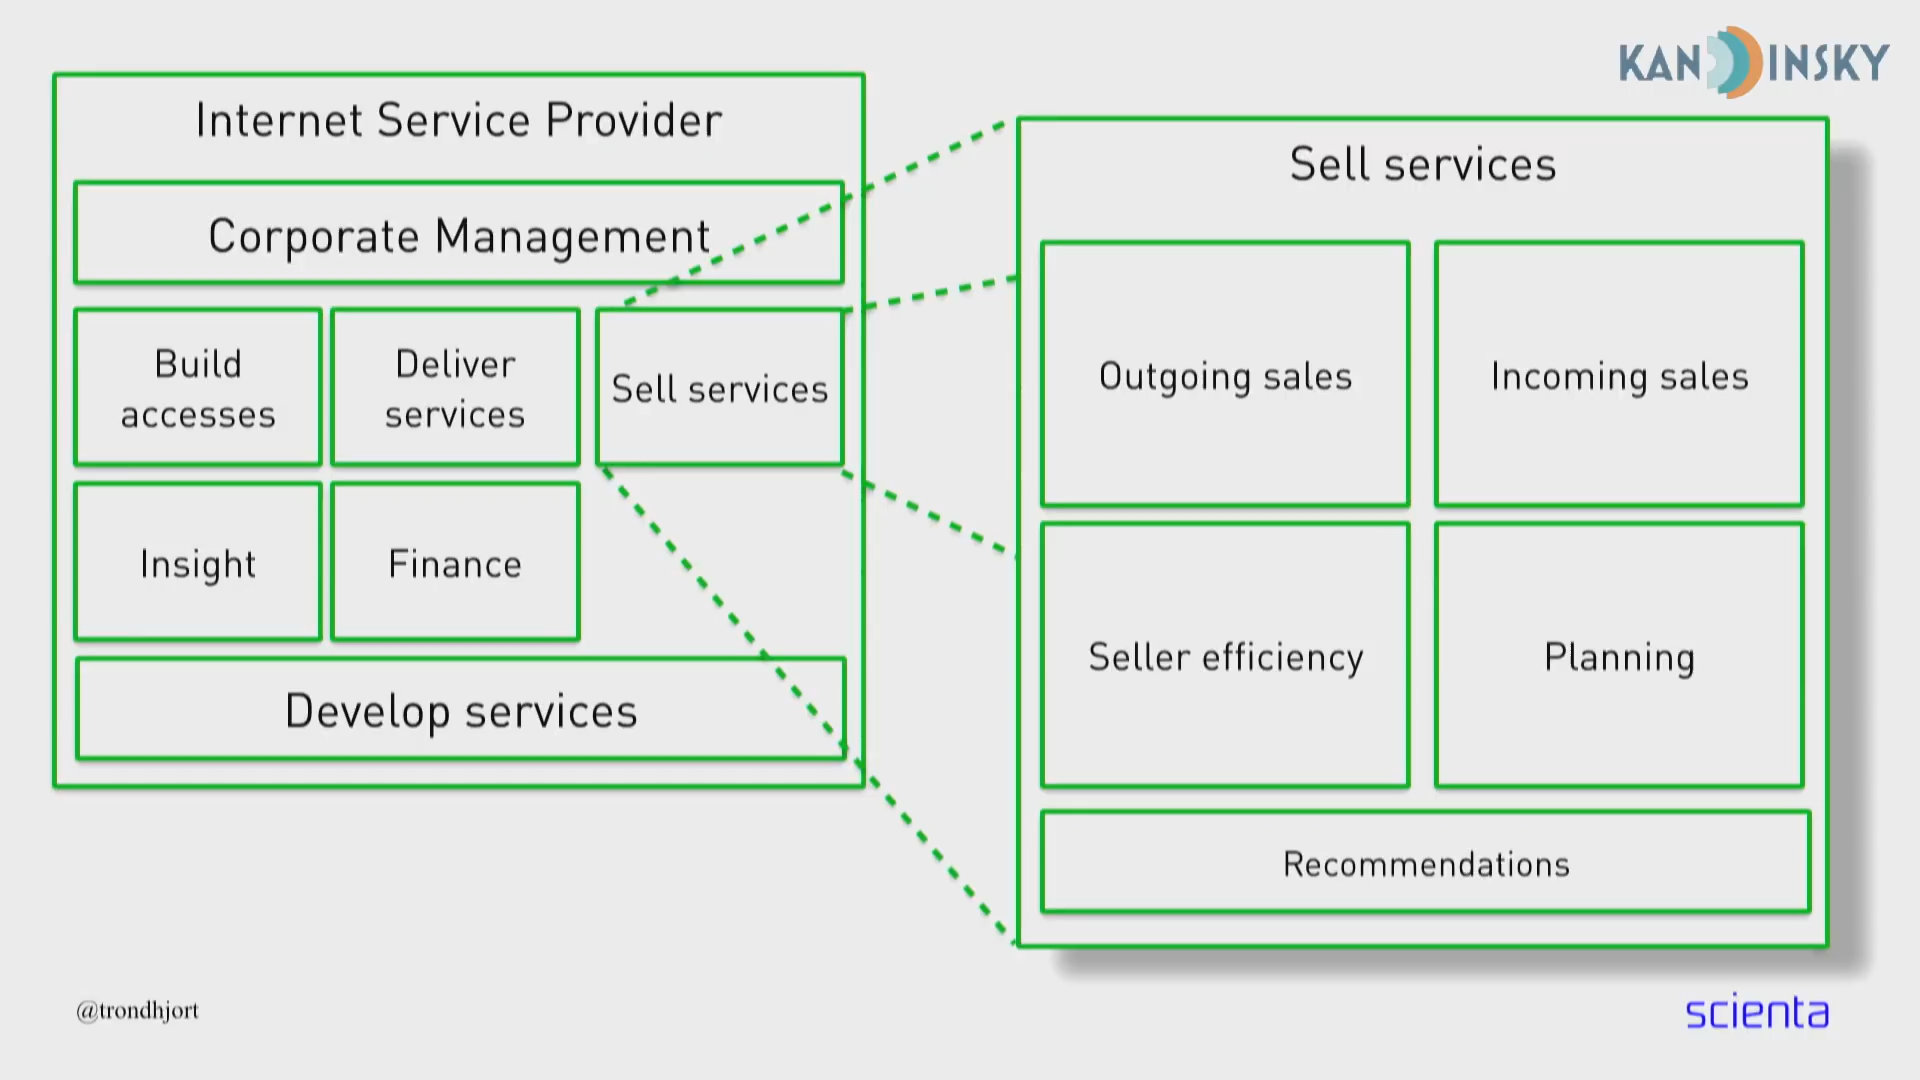 KANDINSKY
Internet Service Provider
Corporate Management
Build
accesses
Deliver
services
Sell services
Insight
Finance
Develop services
Sell services
Outgoing sales
Incoming sales
Seller efficiency
Planning
Recommendations
@trondhjort
scienta